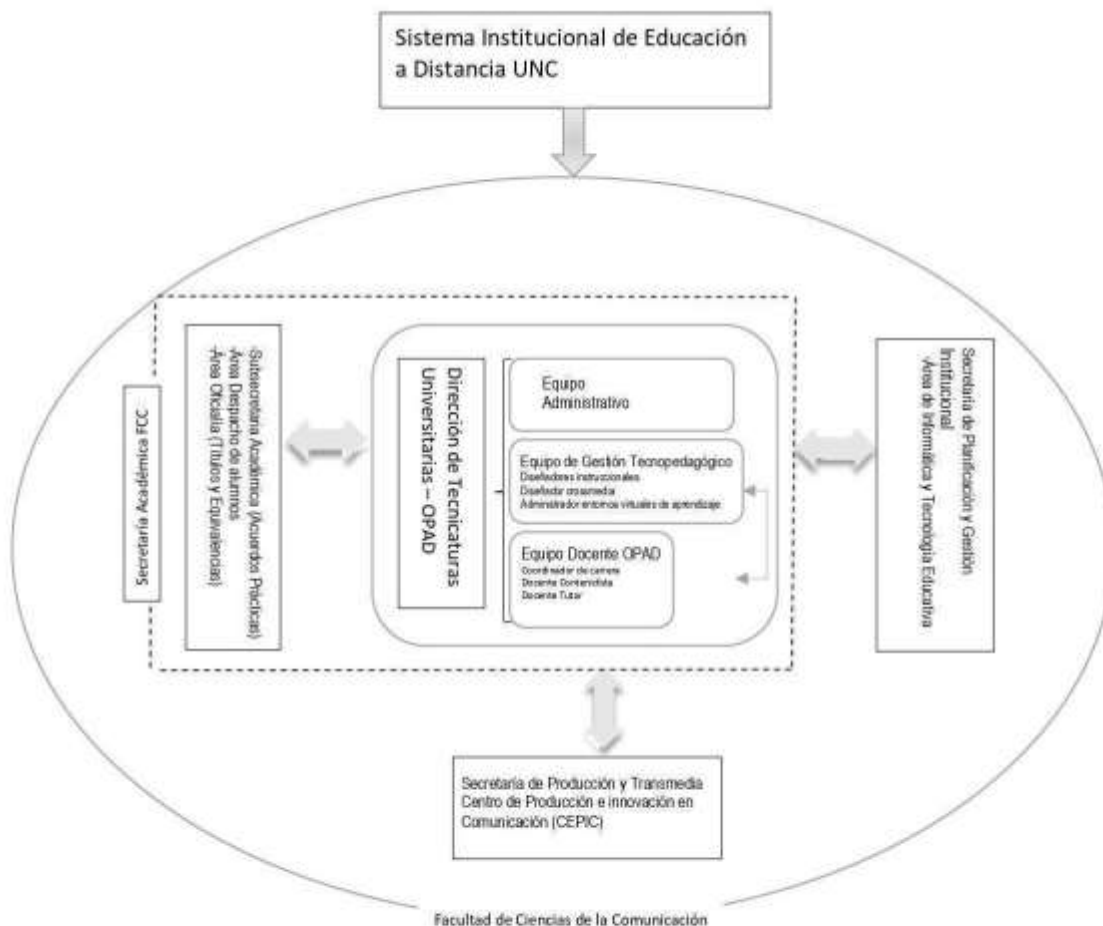 Sistema Institucional de Educación
a Distancia UNC
Secretaría Académica FCC
-Subsecretaria Académica (Acuerdos Prácticas)
-Área Despacho de alumnos
-Área Oficialía (Títulos y Equivalencias)
Dirección de Tecnicaturas
Universitarias – OPAD
Equipo
Administrativo
Equipo de Gestión Tecnopedagógico
Diseñadores instruccionales
Diseñador crossmedia
Administrador entornos virtuales de aprendizaje
Equipo Docente OPAD
Coordinador de carrera
Docente Contenidista
Docente Tutor
Secretaría de Planificación y Gestión
Institucional
-Área de Informática y Tecnología Educativa
Secretaría de Producción y Transmedia
Centro de Producción e innovación en
Comunicación (CEPIC)
Facultad de Ciencias de la Comunicación